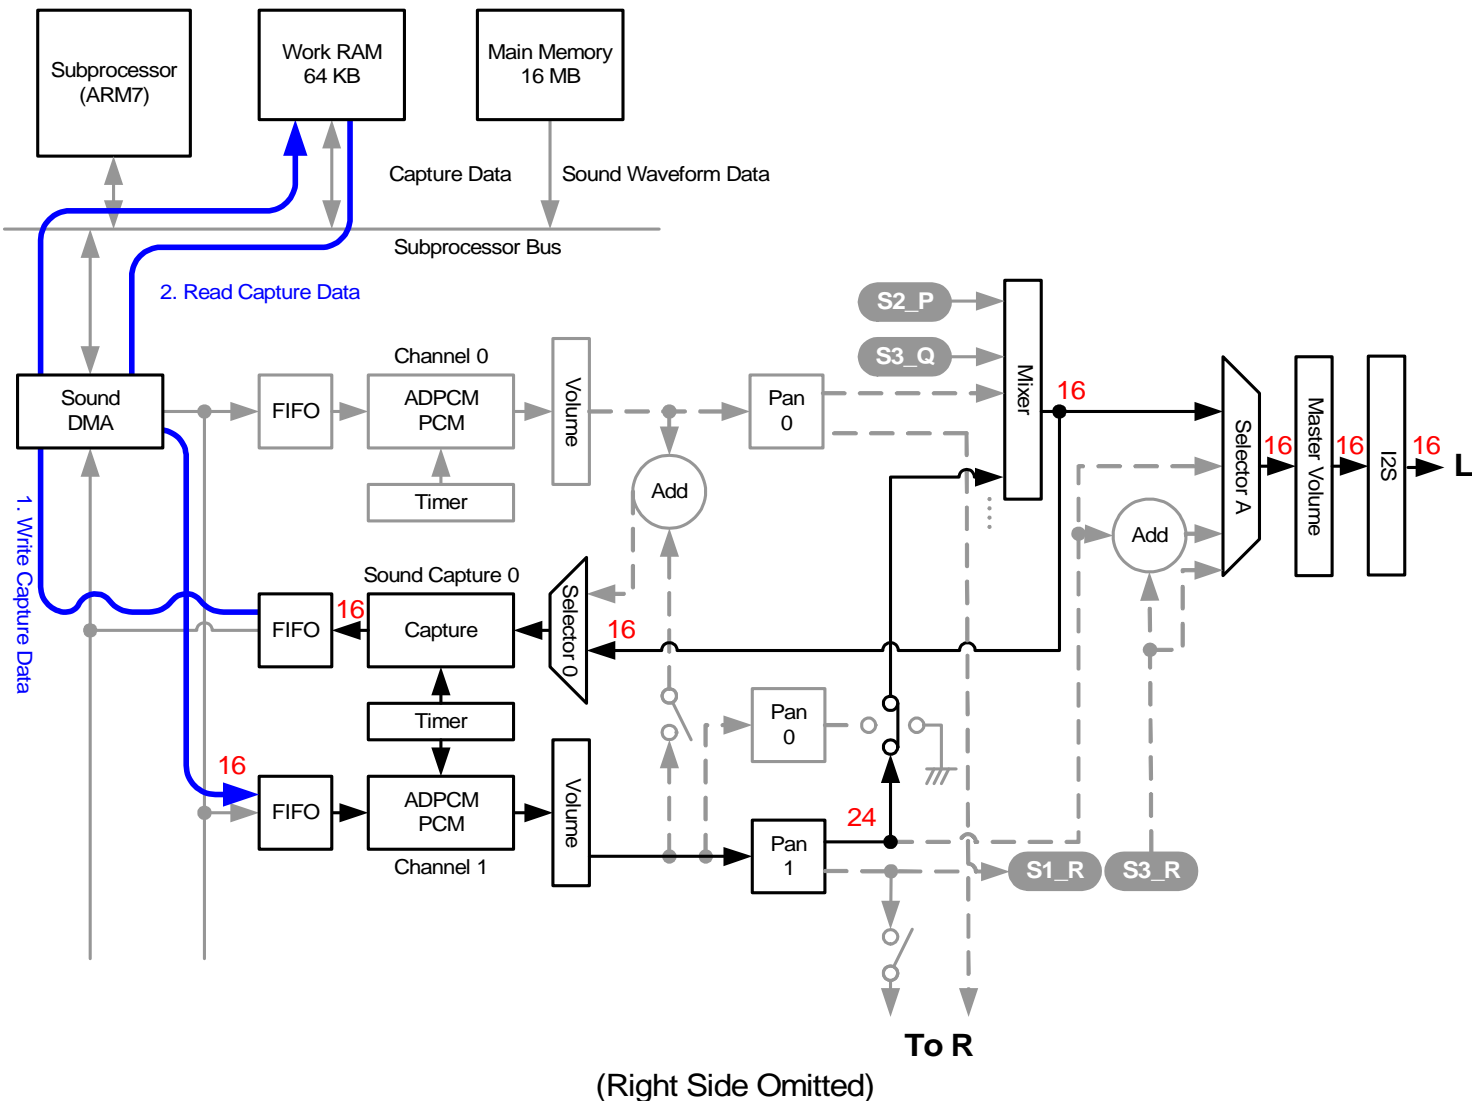 Subprocessor
(ARM7)
Work RAM
64 KB
Main Memory
16 MB
Capture Data
Sound Waveform Data
Subprocessor Bus
2. Read Capture Data
S2_P
S3_Q
Mixer
Channel 0
Volume
Sound
DMA
FIFO
ADPCM
PCM
Pan
0
16
Selector A
Master Volume
I2S
16
16
16
L
Timer
Add
Add
1. Write Capture Data
Sound Capture 0
Selector 0
FIFO
16
Capture
16
Timer
Pan
0
16
FIFO
ADPCM
PCM
Volume
24
Channel 1
Pan
1
S1_R
S3_R
To R
(Right Side Omitted)